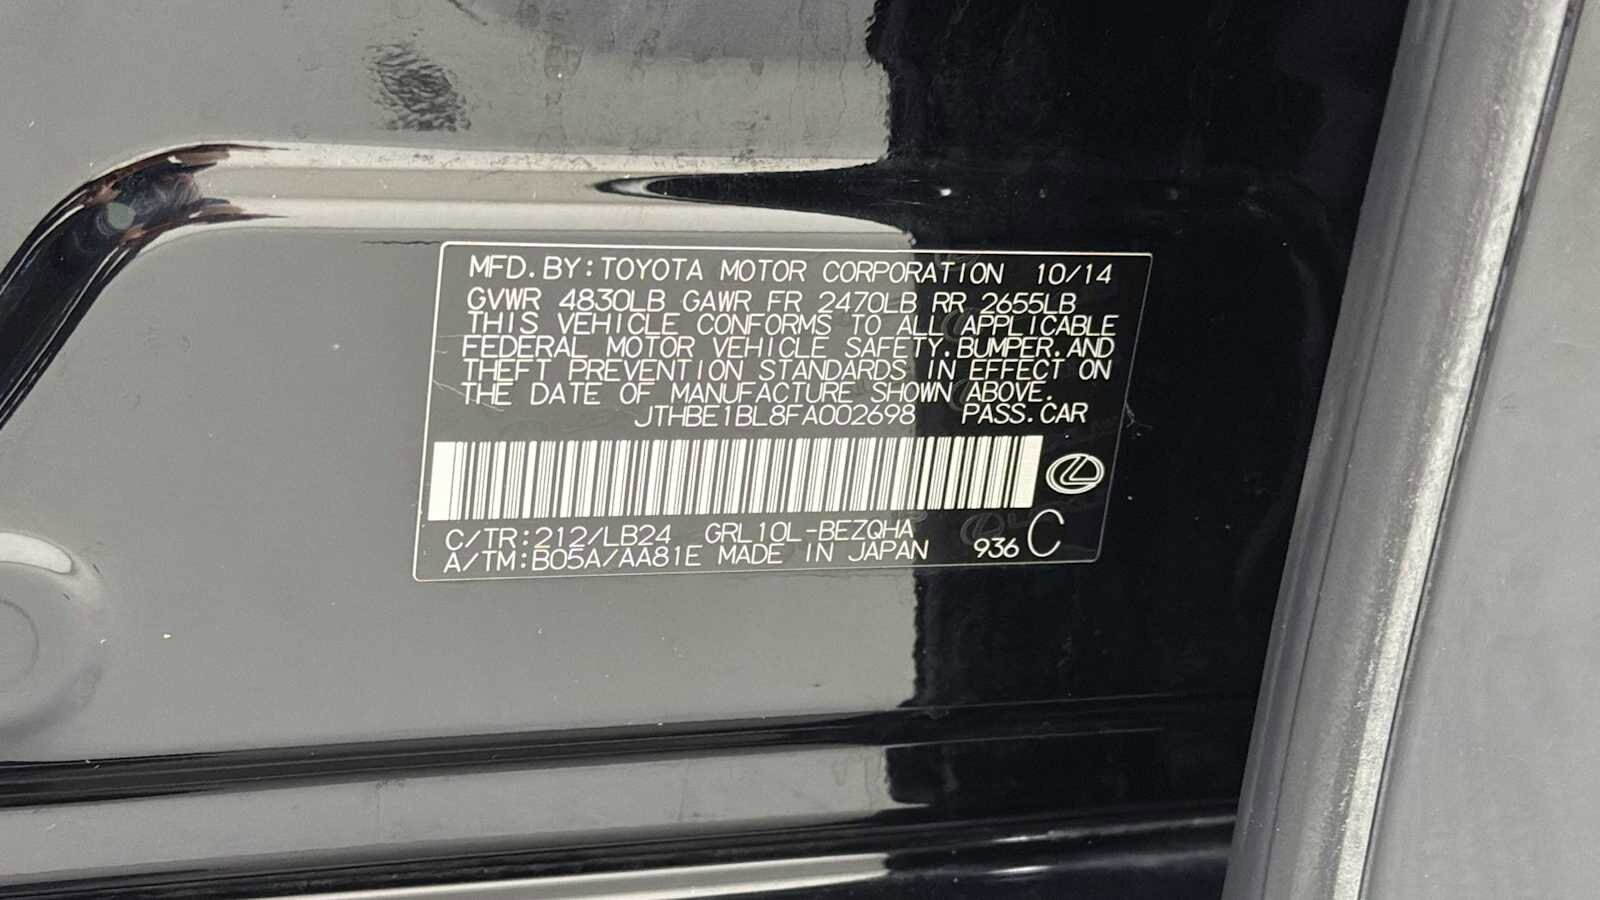 MFD.BY:TOYOTA MOTOR CORPORATION 10/14
GVWR 4830LB GAWR FR 2470LB RR 2655LB
THIS VEHICLE CONFORMS TO ALL APPLICABLE
FEDERAL MOTOR VEHICLE SAFETY,BUMPER,AND
THEFT PREVENTION STANDARDS IN EFFECT ON
THE DATE OF MANUFACTURE SHOWN ABOVE.
JTHBE1BL8FA002698 PASS.CAR
C/TR:212/LB24 GRL10L-BEZQHA
A/TM:B05A/AA81E MADE IN JAPAN 936 C